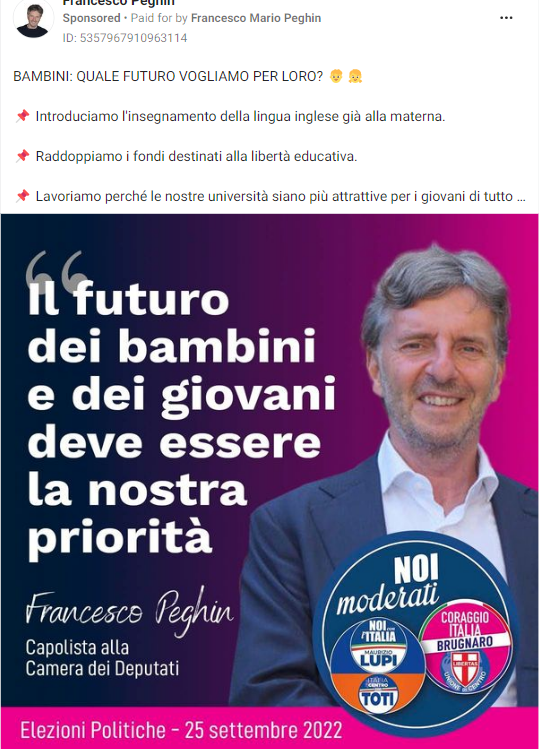 Francesco Peghin
Sponsored • Paid for by Francesco Mario Peghin
ID: 5357967910963114
BAMBINI: QUALE FUTURO VOGLIAMO PER LORO? 👦 👧
📌 Introduciamo l'insegnamento della lingua inglese già alla materna.
📌 Raddoppiamo i fondi destinati alla libertà educativa.
📌 Lavoriamo perché le nostre università siano più attrattive per i giovani di tutto ...
“
Il futuro
dei bambini
e dei giovani
deve essere
la nostra
priorità
Francesco Peghin
Capolista alla
Camera dei Deputati
NOI
moderati
NOI con
l'ITALIA
MAURIZIO
LUPI
ITALIA
CENTRO
TOTI
CORAGGIO
ITALIA
BRUGNARO
LIBERTAS
UNIONE di CENTRO
Elezioni Politiche - 25 settembre 2022